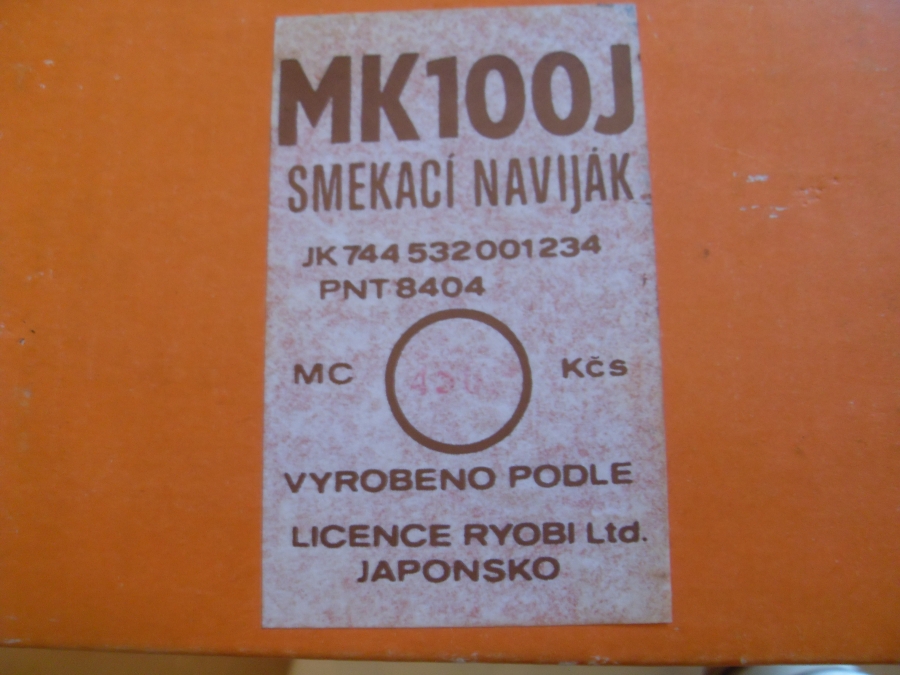 MK100J
SMEKACÍ NAVIJÁK
JK 744 532 001 234
PNT 8404
MC Kčs
VYROBENO PODLE
LICENCE RYOBI Ltd.
JAPONSKO